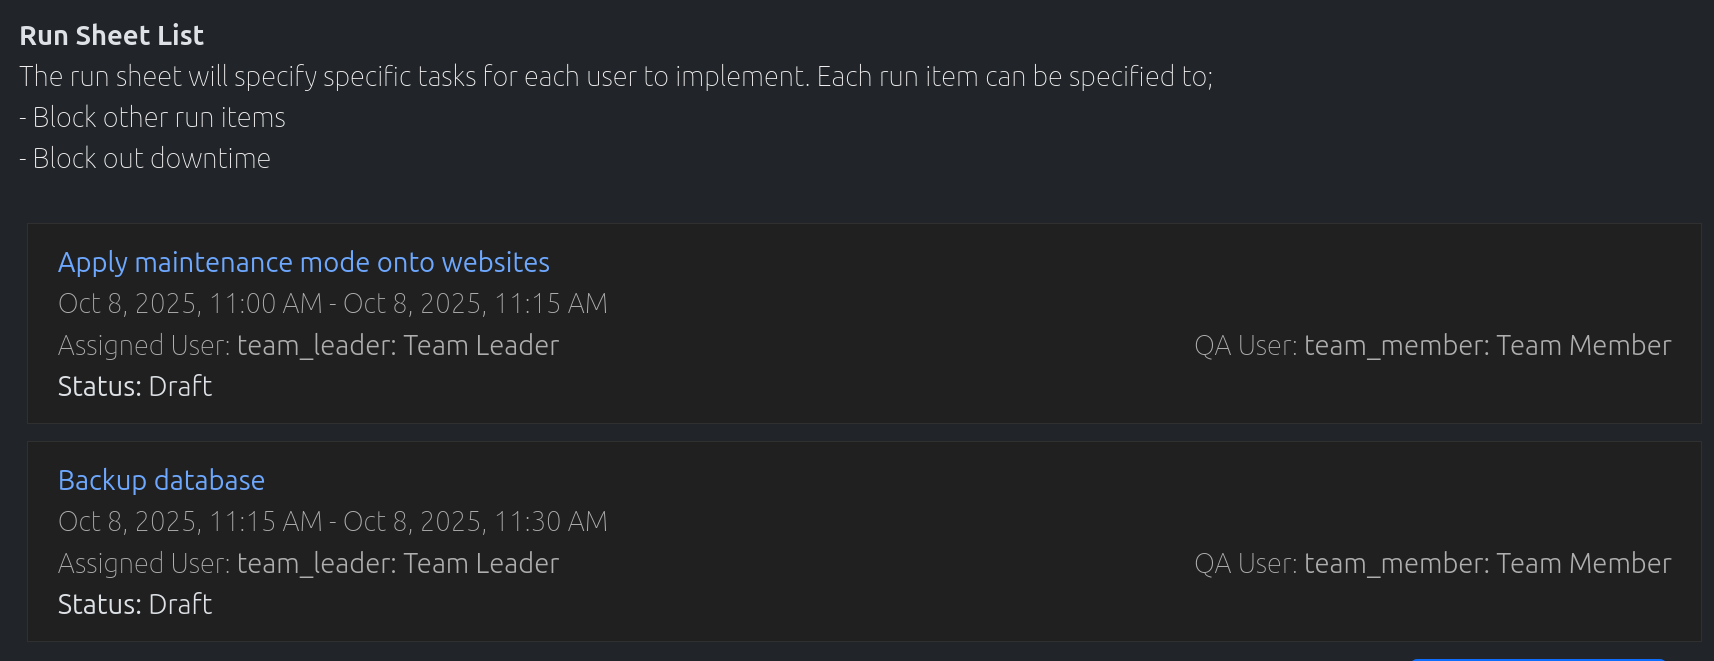 Run Sheet List
The run sheet will specify specific tasks for each user to implement. Each run item can be specified to;
- Block other run items
- Block out downtime
Apply maintenance mode onto websites
Oct 8, 2025, 11:00 AM - Oct 8, 2025, 11:15 AM
Assigned User: team_leader: Team Leader QA User: team_member: Team Member
Status: Draft
Backup database
Oct 8, 2025, 11:15 AM - Oct 8, 2025, 11:30 AM
Assigned User: team_leader: Team Leader QA User: team_member: Team Member
Status: Draft